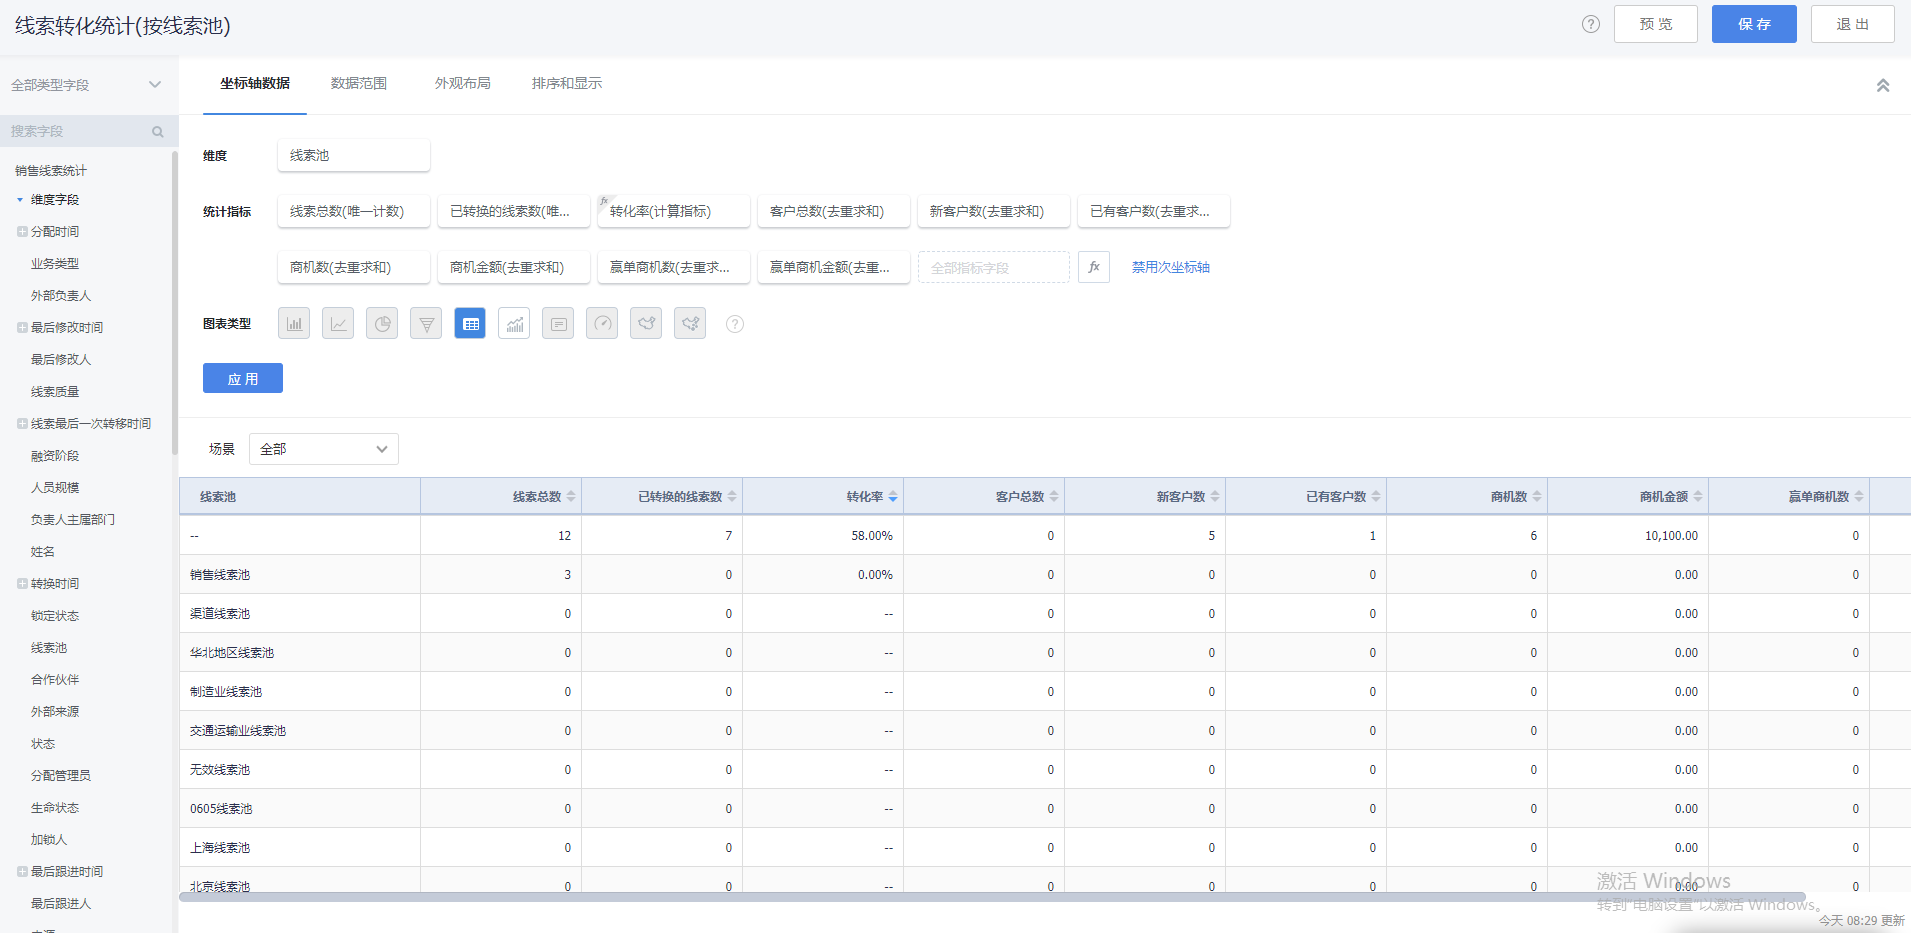 线索转化统计(按线索池)
预 览
保 存
退 出
全部类型字段
搜索字段
销售线索统计
维度字段
分配时间
业务类型
外部负责人
最后修改时间
最后修改人
线索质量
线索最后一次转移时间
融资阶段
人员规模
负责人主属部门
姓名
转换时间
锁定状态
线索池
合作伙伴
外部来源
状态
分配管理员
生命状态
加锁人
最后跟进时间
最后跟进人
坐标轴数据 数据范围 外观布局 排序和显示
维度 线索池
统计指标 线索总数(唯一计数) 已转换的线索数(唯... fx 转化率(计算指标) 客户总数(去重求和) 新客户数(去重求和) 已有客户数(去重求...
商机数(去重求和) 商机金额(去重求和) 赢单商机数(去重求... 赢单商机金额(去重... 全部指标字段 fx 禁用次坐标轴
图表类型
应 用
场景 全部
线索池 线索总数 已转换的线索数 转化率 客户总数 新客户数 已有客户数 商机数 商机金额 赢单商机数
-- 12 7 58.00% 0 5 1 6 10,100.00 0
销售线索池 3 0 0.00% 0 0 0 0 0.00 0
渠道线索池 0 0 -- 0 0 0 0 0.00 0
华北地区线索池 0 0 -- 0 0 0 0 0.00 0
制造业线索池 0 0 -- 0 0 0 0 0.00 0
交通运输业线索池 0 0 -- 0 0 0 0 0.00 0
无效线索池 0 0 -- 0 0 0 0 0.00 0
0605线索池 0 0 -- 0 0 0 0 0.00 0
上海线索池 0 0 -- 0 0 0 0 0.00 0
北京线索池 0 0 -- 0 0 0 0 0.00 0
激活 Windows
转到"电脑设置"以激活 Windows。
今天 08:29 更新